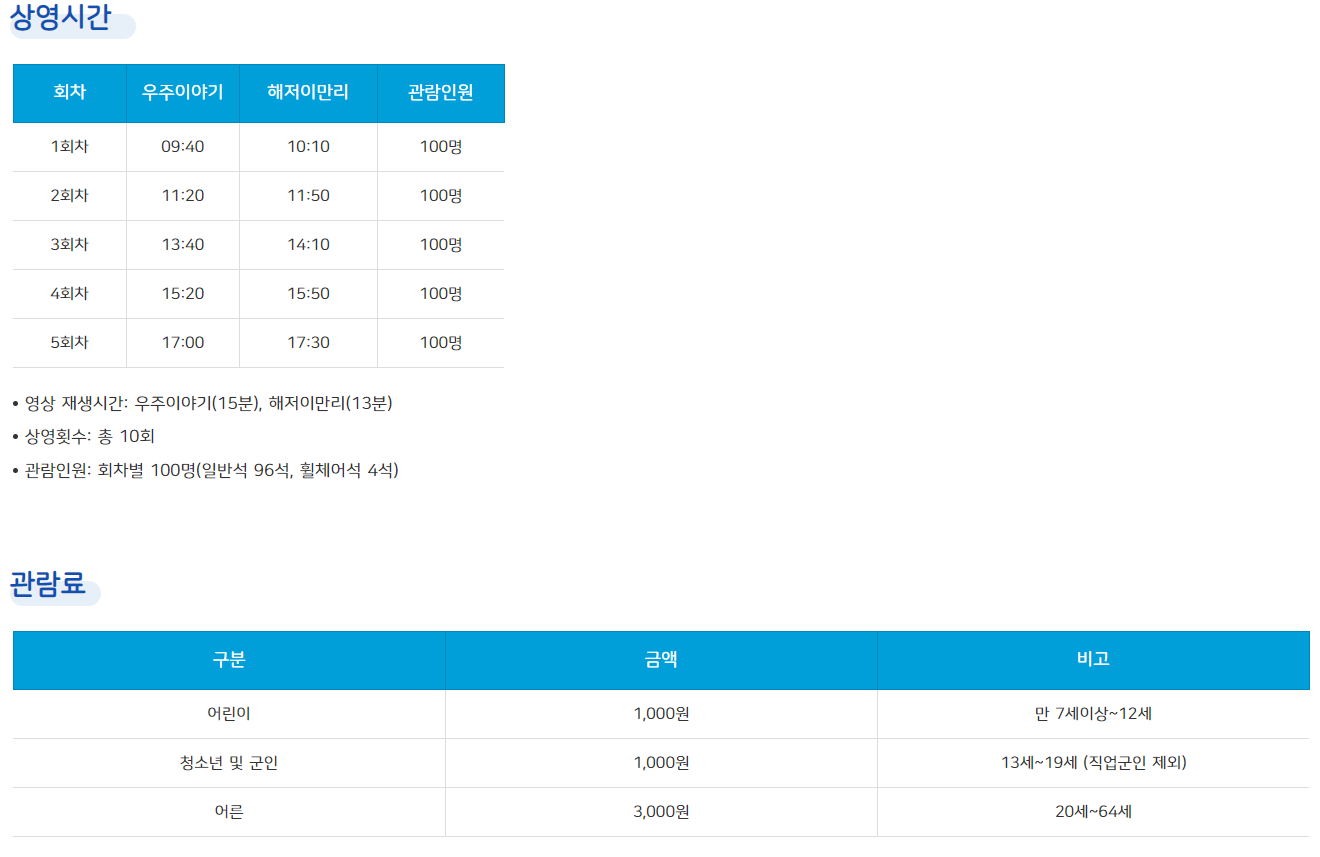 상영시간
회차 우주이야기 해저이만리 관람인원
1회차 09:40 10:10 100명
2회차 11:20 11:50 100명
3회차 13:40 14:10 100명
4회차 15:20 15:50 100명
5회차 17:00 17:30 100명
• 영상 재생시간: 우주이야기(15분), 해저이만리(13분)
• 상영횟수: 총 10회
• 관람인원: 회차별 100명(일반석 96석, 휠체어석 4석)
관람료
구분 금액 비고
어린이 1,000원 만 7세이상~12세
청소년 및 군인 1,000원 13세~19세 (직업군인 제외)
어른 3,000원 20세~64세